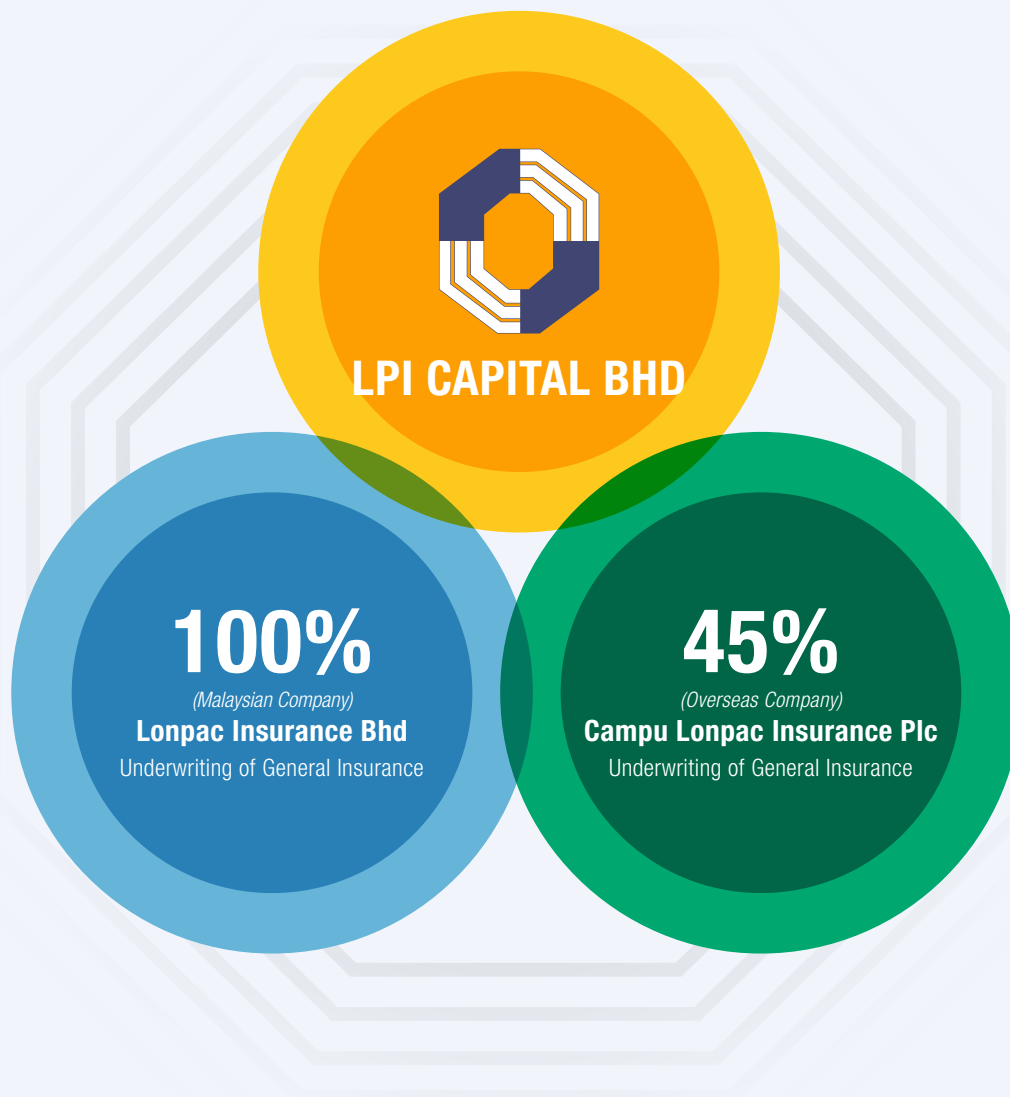 LPI CAPITAL BHD
100%
(Malaysian Company)
Lonpac Insurance Bhd
Underwriting of General Insurance
45%
(Overseas Company)
Campu Lonpac Insurance Plc
Underwriting of General Insurance